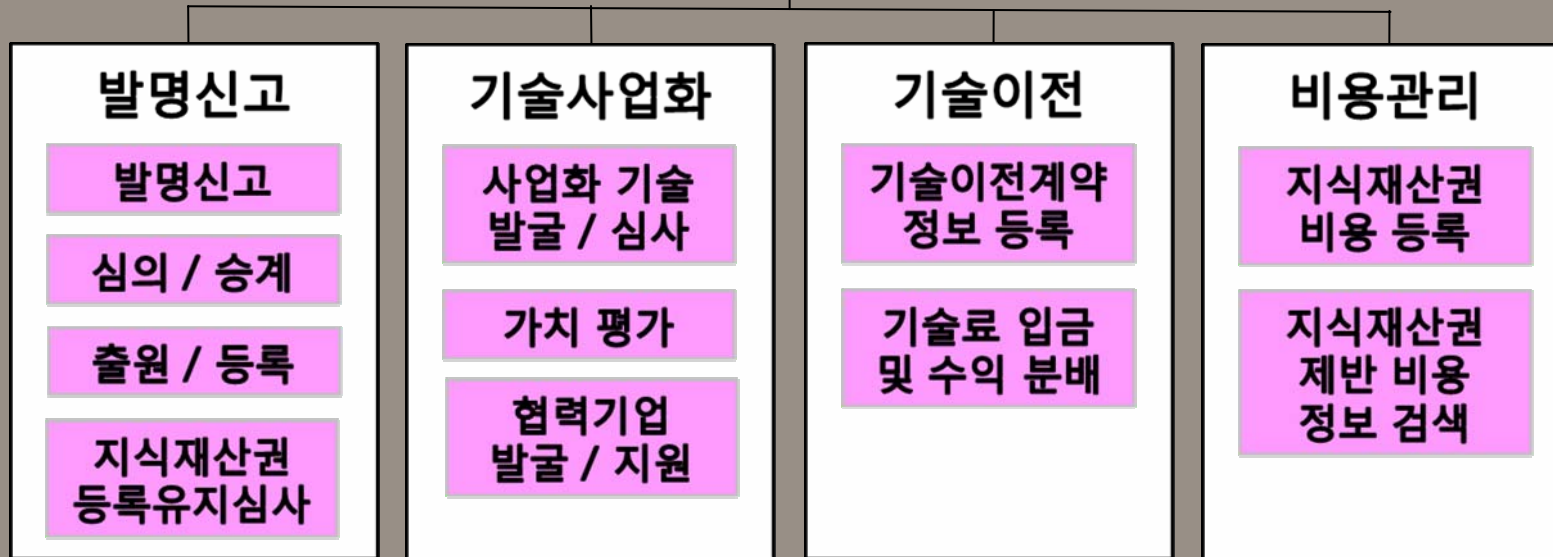 발명신고
발명신고
심의 / 승계
출원 / 등록
지식재산권
등록유지심사
기술사업화
사업화 기술
발굴 / 심사
가치 평가
협력기업
발굴 / 지원
기술이전
기술이전계약
정보 등록
기술료 입금
및 수익 분배
비용관리
지식재산권
비용 등록
지식재산권
제반 비용
정보 검색